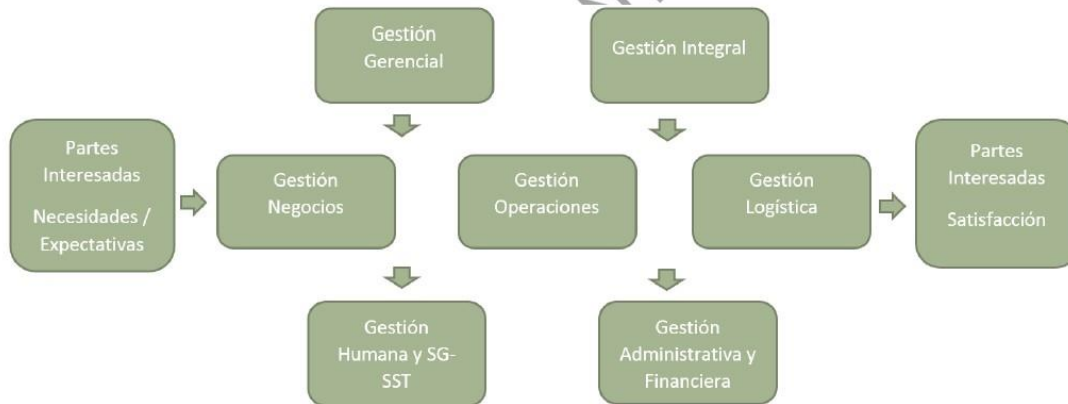 Gestión
Gerencial
Gestión Integral
Partes
Interesadas
Necesidades /
Expectativas
Gestión
Negocios
Gestión
Operaciones
Gestión
Logística
Partes
Interesadas
Satisfacción
Gestión
Humana y SG-
SST
Gestión
Administrativa y
Financiera